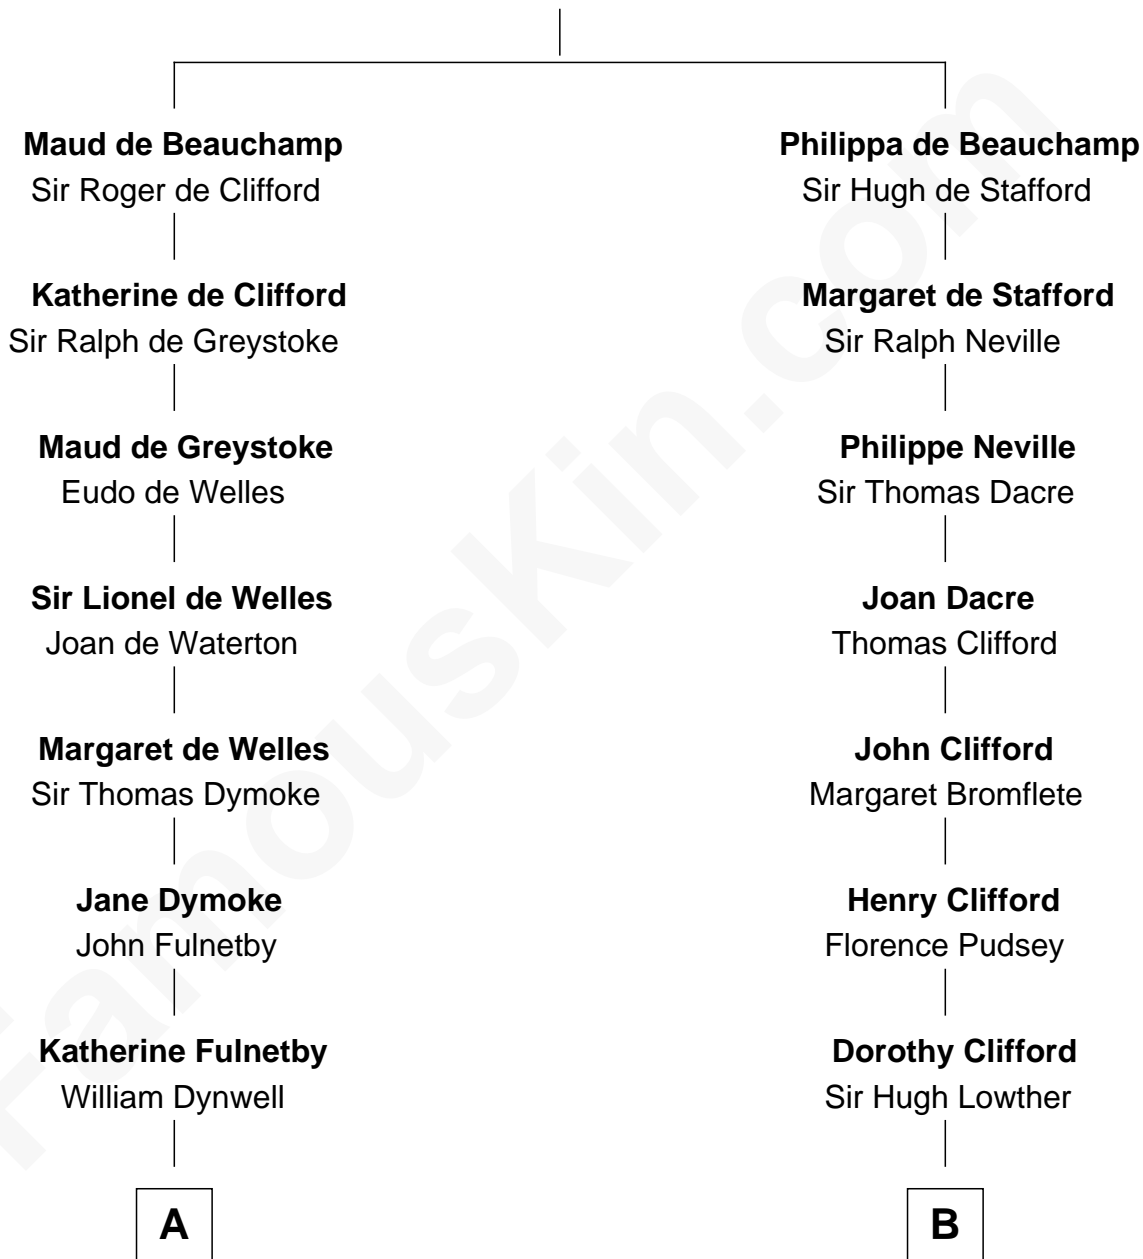 Maud de Beauchamp
Sir Roger de Clifford
Katherine de Clifford
Sir Ralph de Greystoke
Maud de Greystoke
Eudo de Welles
Sir Lionel de Welles
Joan de Waterton
Margaret de Welles
Sir Thomas Dymoke
Jane Dymoke
John Fulnetby
Katherine Fulnetby
William Dynwell
A
Philippa de Beauchamp
Sir Hugh de Stafford
Margaret de Stafford
Sir Ralph Neville
Philippe Neville
Sir Thomas Dacre
Joan Dacre
Thomas Clifford
John Clifford
Margaret Bromflete
Henry Clifford
Florence Pudsey
Dorothy Clifford
Sir Hugh Lowther
B
FamousKin.com